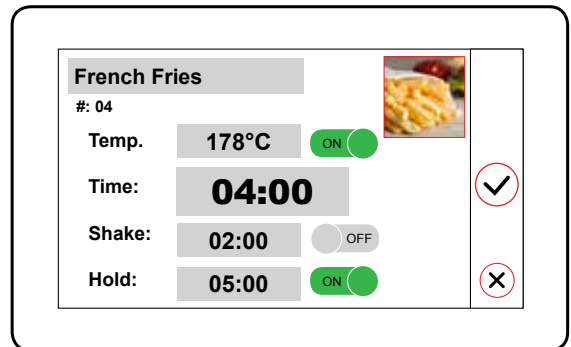 French Fries
#: 04
Temp. 178°C ON
Time: 04:00
Shake: 02:00 OFF
Hold: 05:00 ON